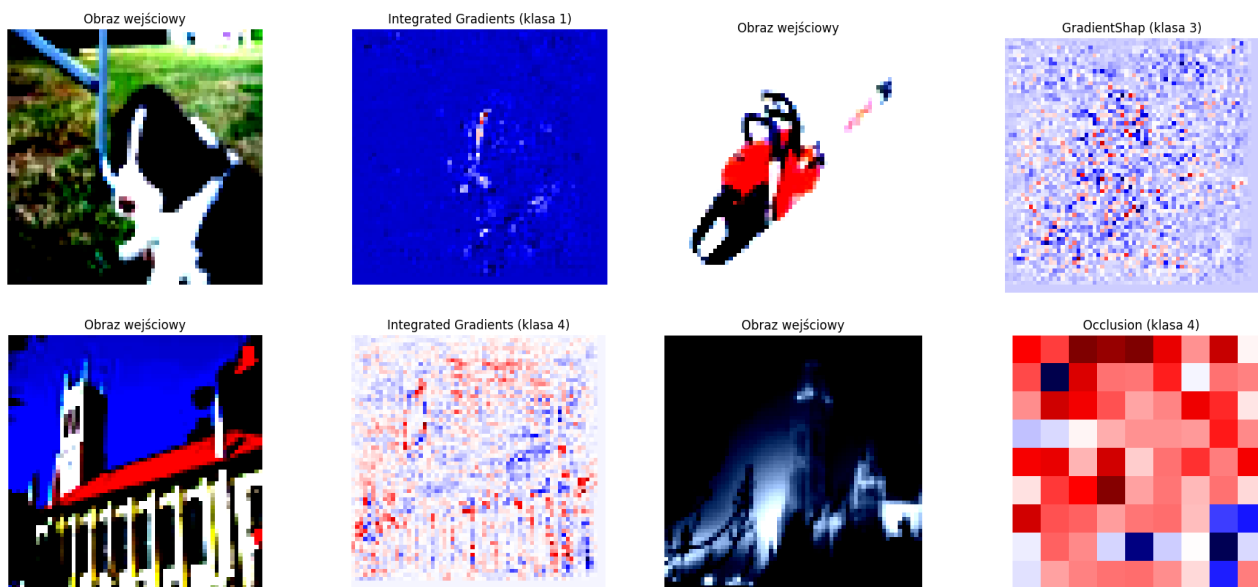 Obraz wejściowy
Integrated Gradients (klasa 1)
Obraz wejściowy
GradientShap (klasa 3)
Obraz wejściowy
Integrated Gradients (klasa 4)
Obraz wejściowy
Occlusion (klasa 4)